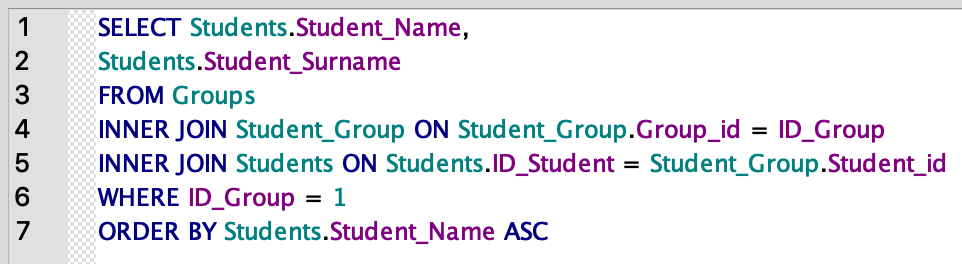 1 SELECT Students.Student_Name,
2 Students.Student_Surname
3 FROM Groups
4 INNER JOIN Student_Group ON Student_Group.Group_id = ID_Group
5 INNER JOIN Students ON Students.ID_Student = Student_Group.Student_id
6 WHERE ID_Group = 1
7 ORDER BY Students.Student_Name ASC